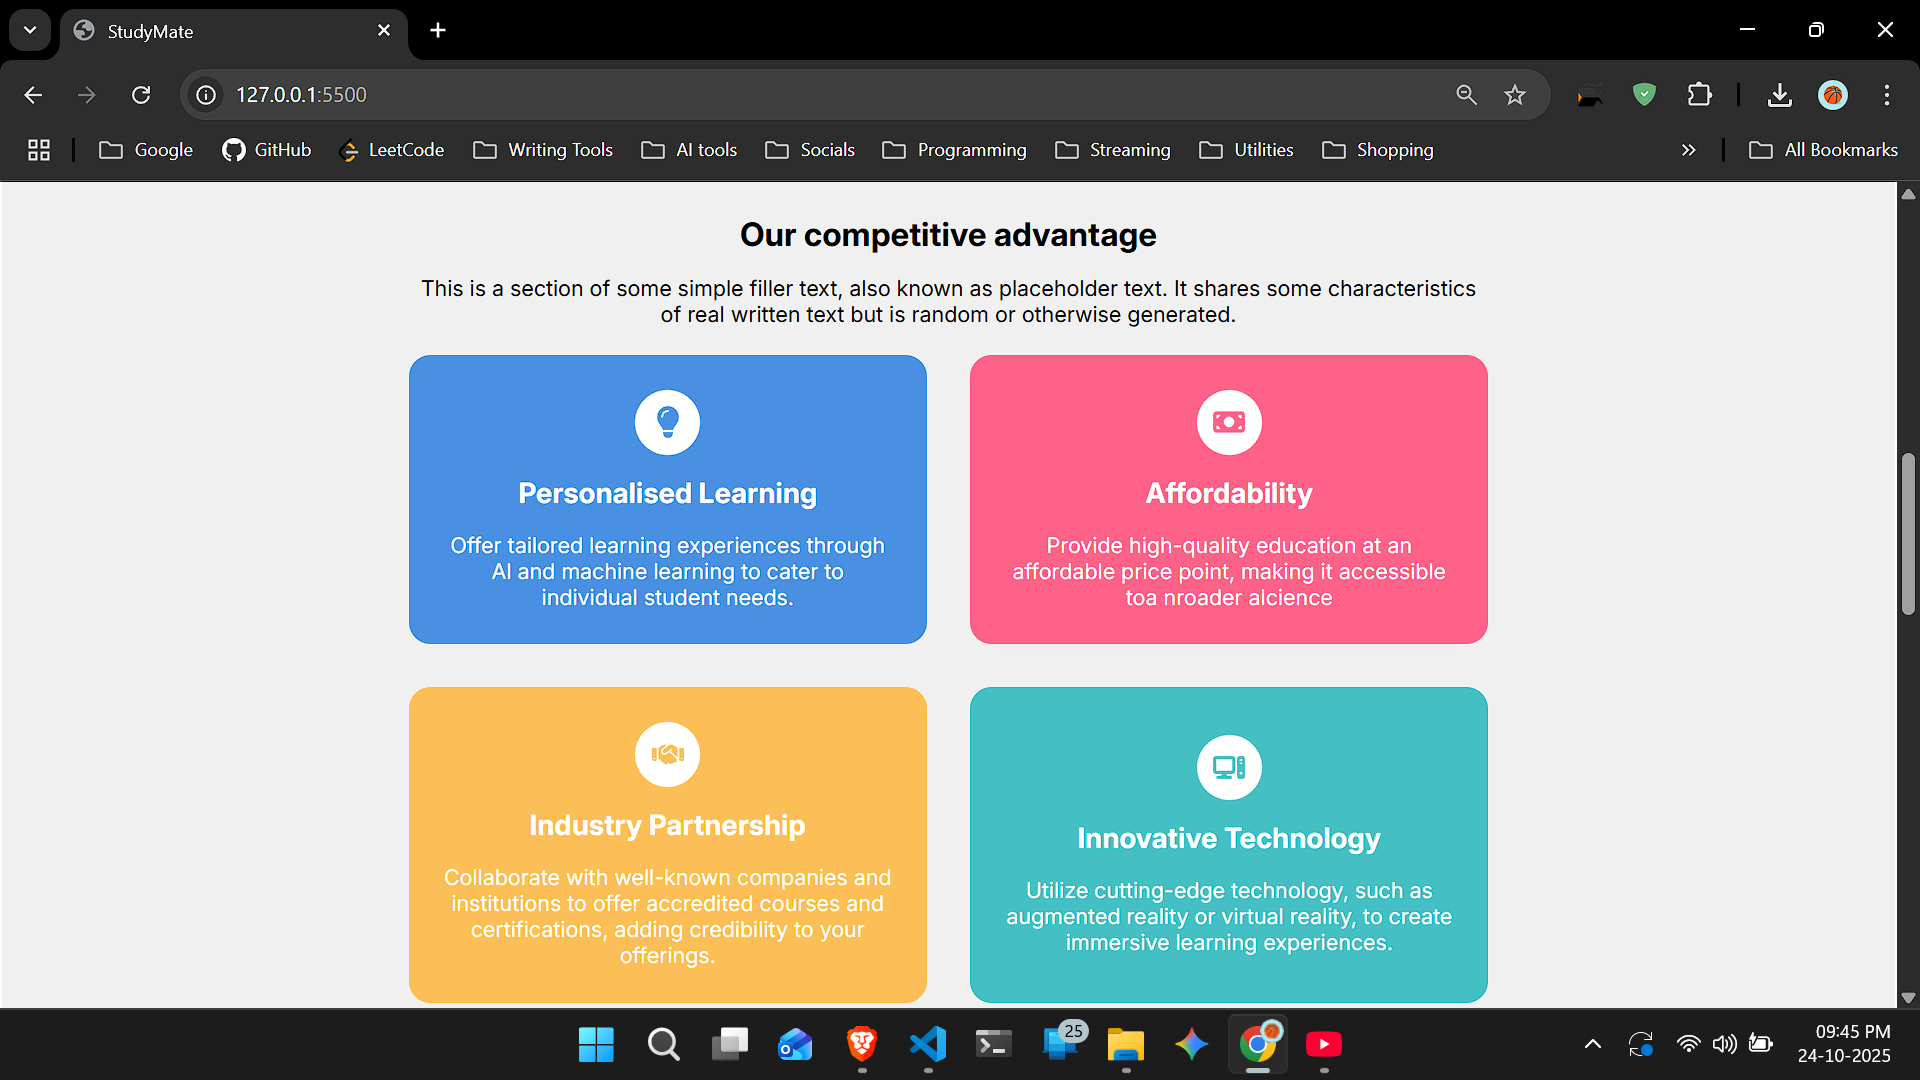 StudyMate
127.0.0.1:5500
Google
GitHub
LeetCode
Writing Tools
AI tools
Socials
Programming
Streaming
Utilities
Shopping
All Bookmarks
Our competitive advantage
This is a section of some simple filler text, also known as placeholder text. It shares some characteristics
of real written text but is random or otherwise generated.
Personalised Learning
Offer tailored learning experiences through
AI and machine learning to cater to
individual student needs.
Affordability
Provide high-quality education at an
affordable price point, making it accessible
toa nroader alcience
Industry Partnership
Collaborate with well-known companies and
institutions to offer accredited courses and
certifications, adding credibility to your
offerings.
Innovative Technology
Utilize cutting-edge technology, such as
augmented reality or virtual reality, to create
immersive learning experiences.
25
09:45 PM
24-10-2025